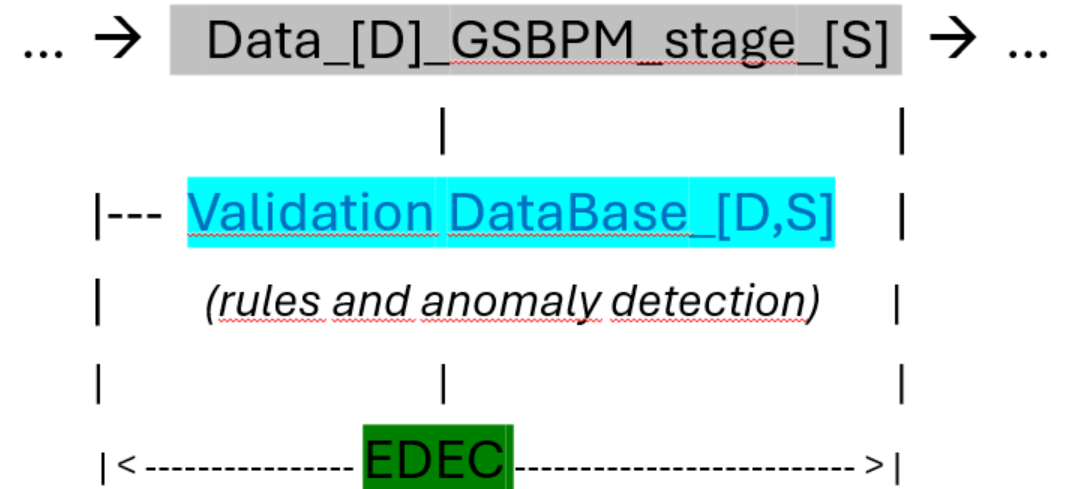 ... → Data_[D]_GSBPM_stage_[S] → ...
| |
|--- Validation DataBase_[D,S] |
| (rules and anomaly detection) |
| | |
| < ---------------- EDEC -------------------------- > |